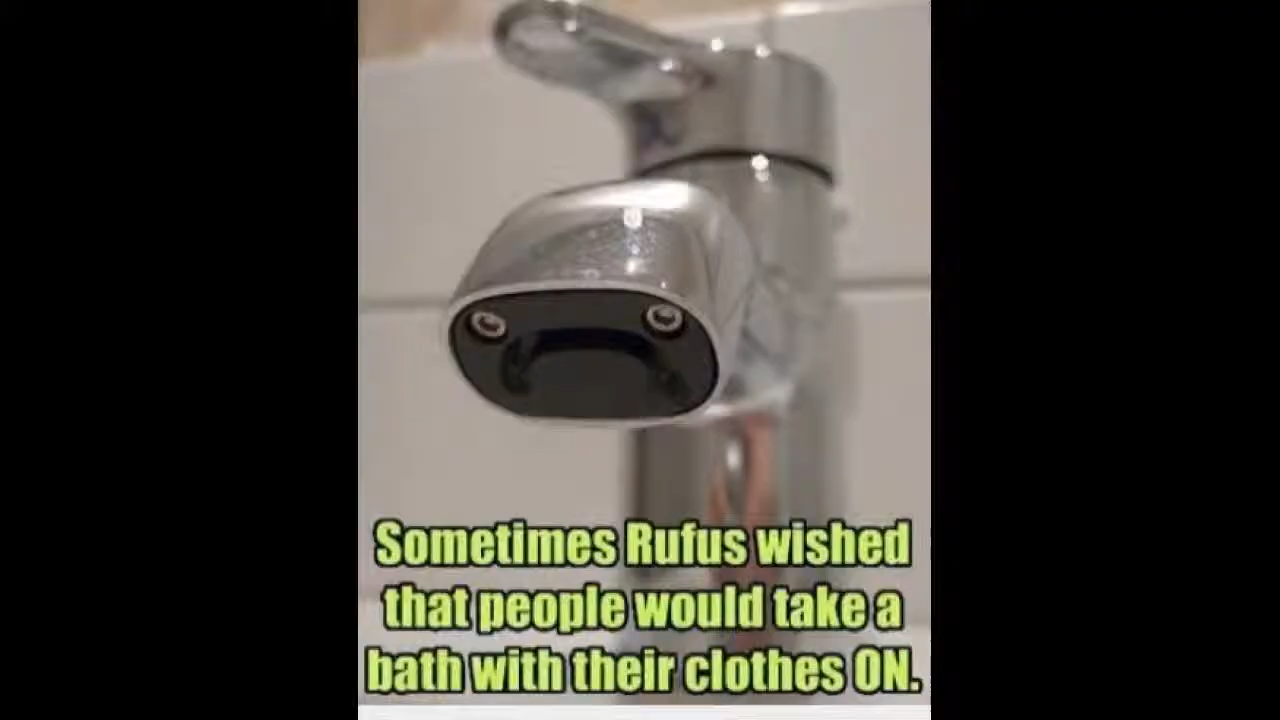 Sometimes Rufus wished
that people would take a
bath with their clothes ON.